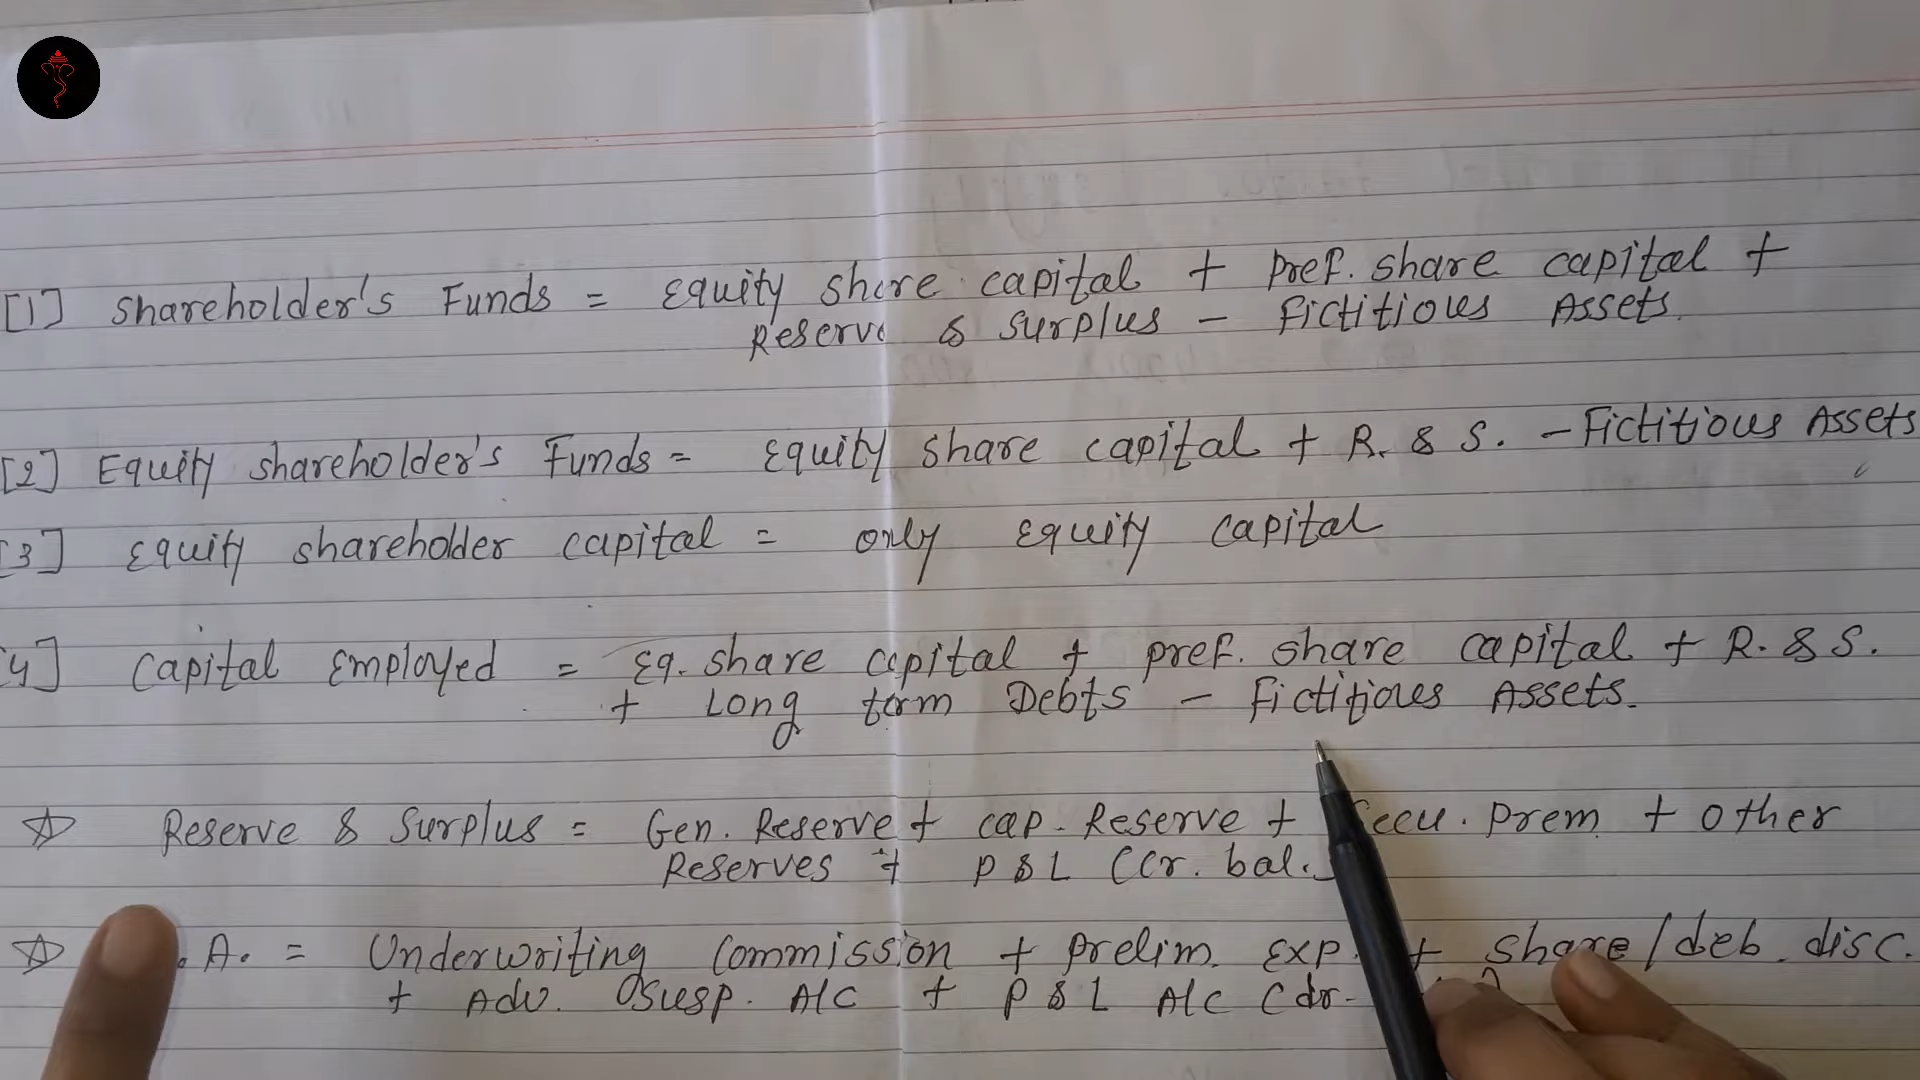 [1] Shareholder's Funds = Equity share capital + Pref. share capital +
Reserve & Surplus - Fictitious Assets.
[2] Equity shareholder's Funds = Equity share capital + R. & S. - Fictitious Assets
[3] Equity shareholder capital = only Equity capital
[4] Capital Employed = Eq. share capital + pref. share capital + R. & S.
+ Long term Debts - Fictitious Assets.
☆ Reserve & Surplus = Gen. Reserve + cap. Reserve + Secu. Prem. + other
Reserves + P & L (Cr. bal.)
☆ .A. = Underwriting Commission + Prelim. Exp. + Share/deb. disc.
+ Adv. Susp. A/C + P & L A/C (dr.